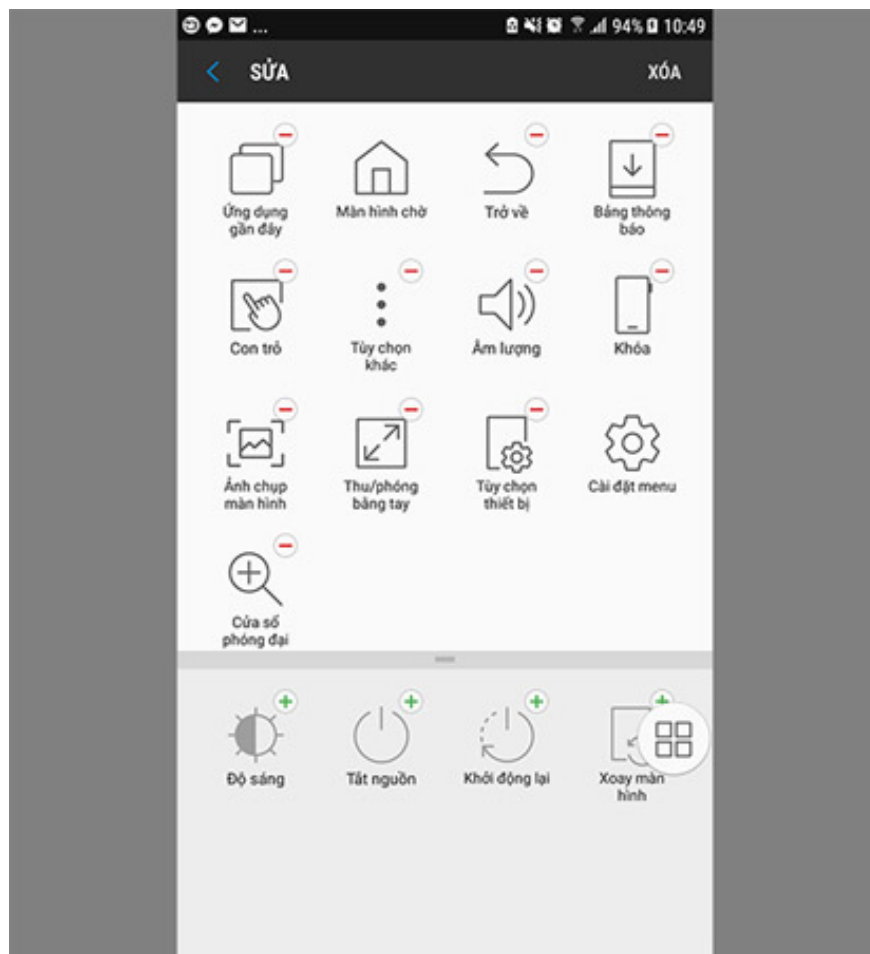 ... 94% 10:49
SỬA XÓA
Ứng dụng Màn hình chờ Trở về Bảng thông
gần đây báo
Con trỏ Tùy chọn Âm lượng Khóa
khác
Ảnh chụp Thu/phóng Tùy chọn Cài đặt menu
màn hình bằng tay thiết bị
Cửa sổ
phóng đại
Độ sáng Tắt nguồn Khởi động lại Xoay màn
hình